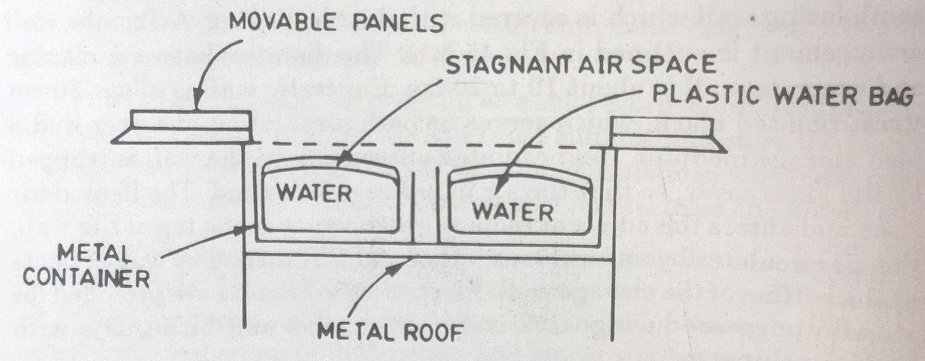 MOVABLE PANELS
STAGNANT AIR SPACE
PLASTIC WATER BAG
WATER
WATER
METAL
CONTAINER
METAL ROOF